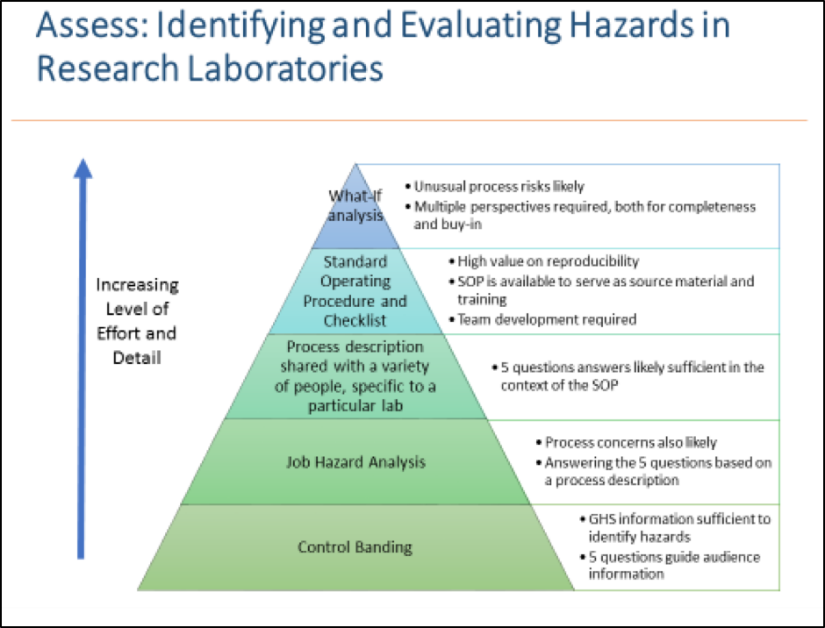 Assess: Identifying and Evaluating Hazards in
Research Laboratories
Increasing
Level of
Effort and
Detail
What-If
analysis
• Unusual process risks likely
• Multiple perspectives required, both for completeness
and buy-in
Standard
Operating
Procedure and
Checklist
• High value on reproducibility
• SOP is available to serve as source material and
training
• Team development required
Process description
shared with a variety
of people, specific to a
particular lab
• 5 questions answers likely sufficient in the
context of the SOP
Job Hazard Analysis
• Process concerns also likely
• Answering the 5 questions based on
a process description
Control Banding
• GHS information sufficient to
identify hazards
• 5 questions guide audience
information